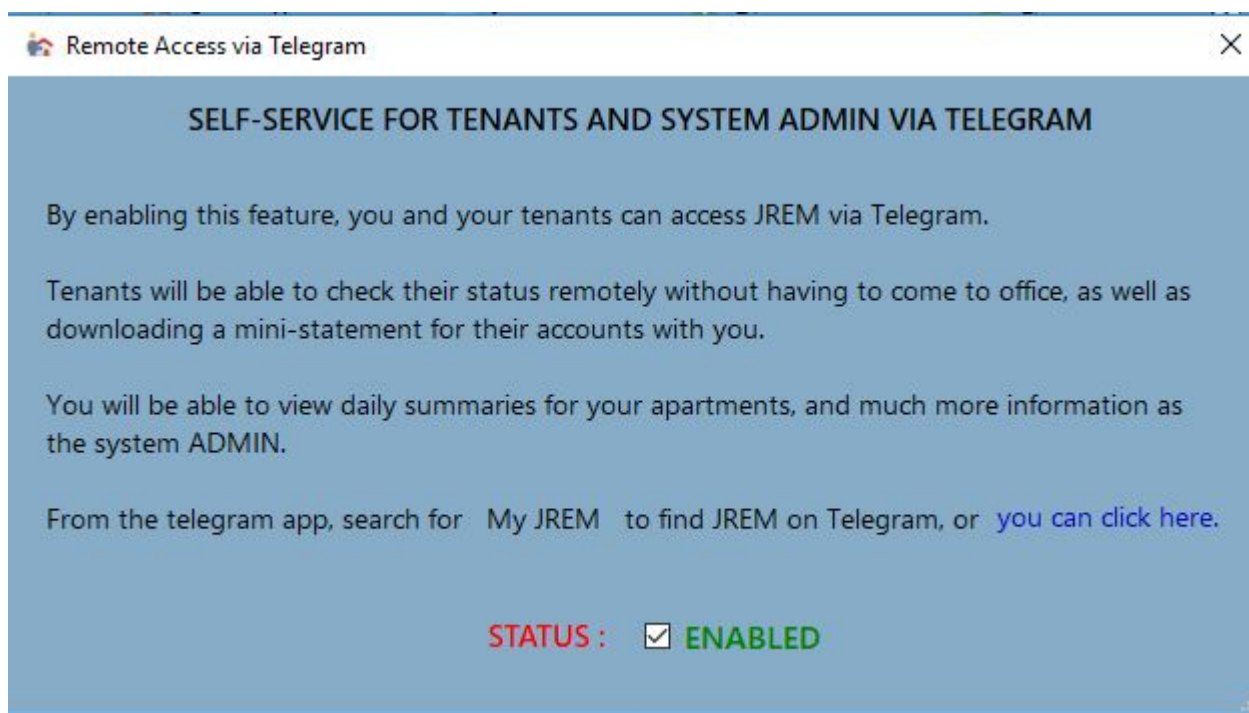 Remote Access via Telegram
SELF-SERVICE FOR TENANTS AND SYSTEM ADMIN VIA TELEGRAM
By enabling this feature, you and your tenants can access JREM via Telegram.
Tenants will be able to check their status remotely without having to come to office, as well as
downloading a mini-statement for their accounts with you.
You will be able to view daily summaries for your apartments, and much more information as
the system ADMIN.
From the telegram app, search for My JREM to find JREM on Telegram, or you can click here.
STATUS : ENABLED